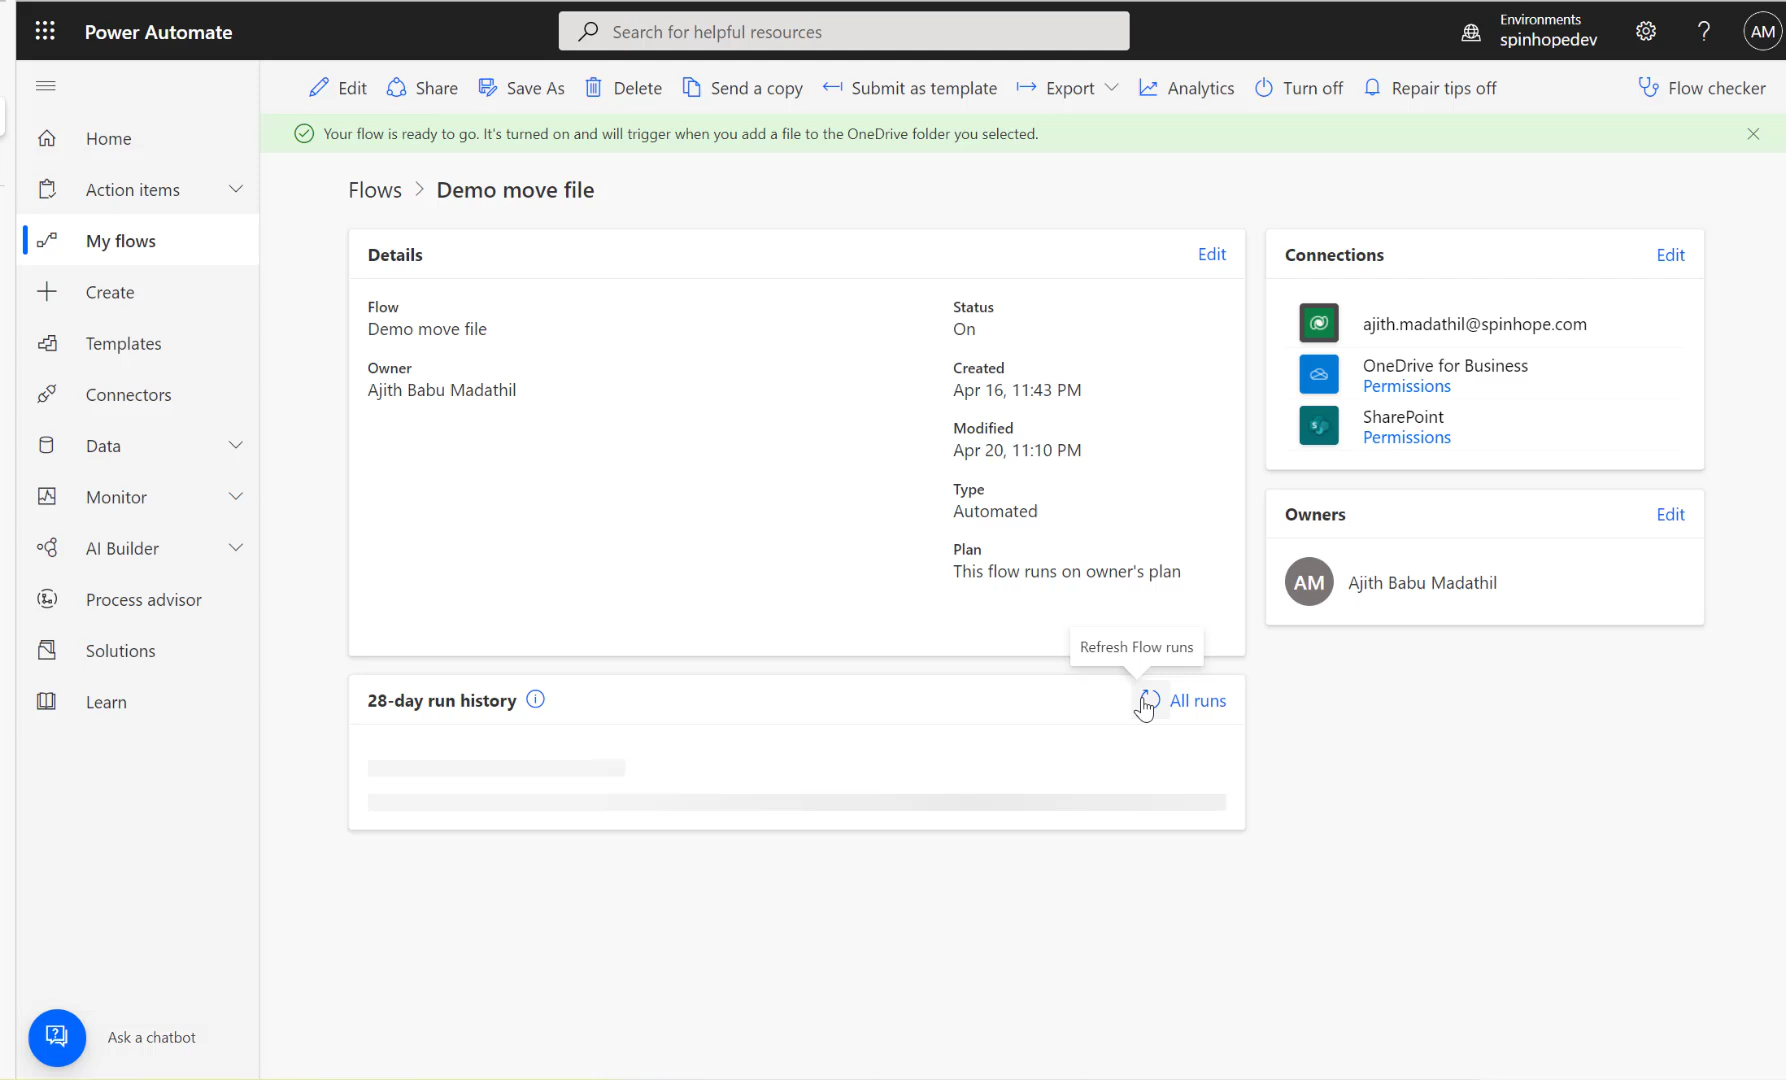 Power Automate
Search for helpful resources
Environments
spinhopedev
AM
Edit
Share
Save As
Delete
Send a copy
Submit as template
Export
Analytics
Turn off
Repair tips off
Flow checker
Your flow is ready to go. It's turned on and will trigger when you add a file to the OneDrive folder you selected.
Home
Action items
My flows
Create
Templates
Connectors
Data
Monitor
AI Builder
Process advisor
Solutions
Learn
Ask a chatbot
Flows > Demo move file
Details
Edit
Flow
Demo move file
Owner
Ajith Babu Madathil
Status
On
Created
Apr 16, 11:43 PM
Modified
Apr 20, 11:10 PM
Type
Automated
Plan
This flow runs on owner's plan
Refresh Flow runs
28-day run history
All runs
Connections
Edit
ajith.madathil@spinhope.com
OneDrive for Business
Permissions
SharePoint
Permissions
Owners
Edit
AM
Ajith Babu Madathil